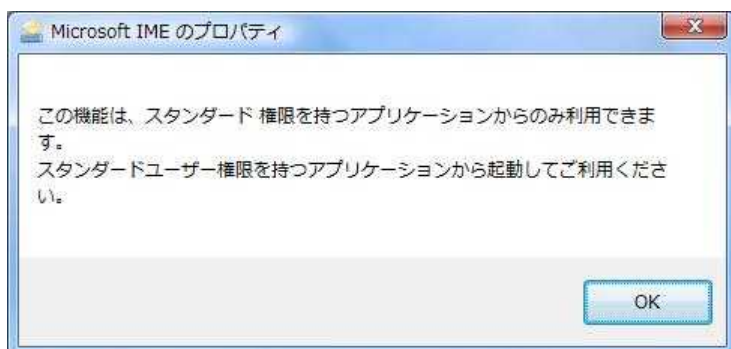 Microsoft IME のプロパティ
この機能は、スタンダード 権限を持つアプリケーションからのみ利用できま
す。
スタンダードユーザー権限を持つアプリケーションから起動してご利用くださ
い。
OK